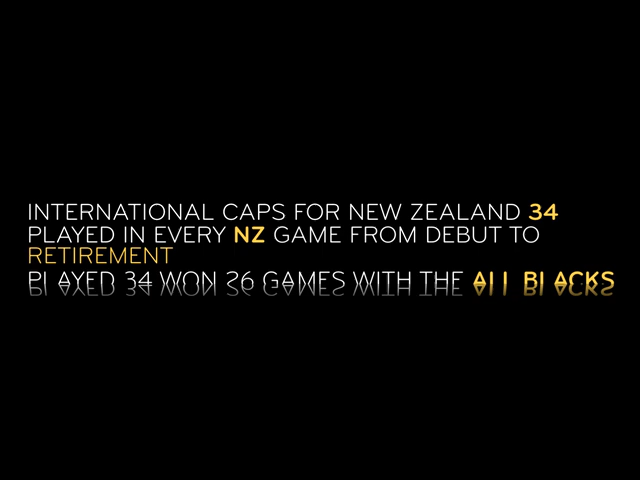 INTERNATIONAL CAPS FOR NEW ZEALAND 34
PLAYED IN EVERY NZ GAME FROM DEBUT TO
RETIREMENT
PLAYED 34 WON 26 GAMES WITH THE ALL BLACKS